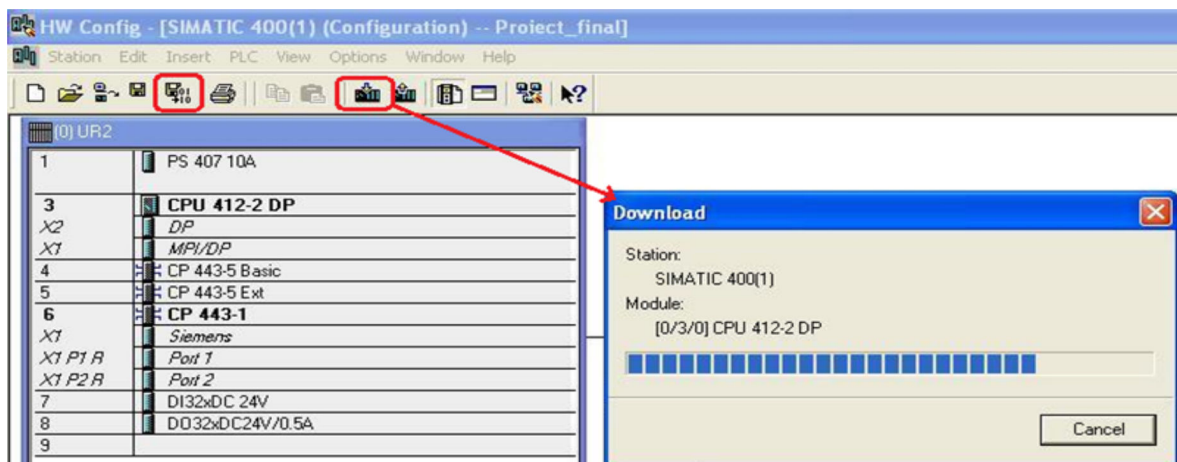 HW Config - [SIMATIC 400(1) (Configuration) -- Proiect_final]
Station Edit Insert PLC View Options Window Help
(0) UR2
1 PS 407 10A
3 CPU 412-2 DP
X2 DP
X1 MPI/DP
4 CP 443-5 Basic
5 CP 443-5 Ext
6 CP 443-1
X1 Siemens
X1 P1 R Port 1
X1 P2 R Port 2
7 DI32xDC 24V
8 DO32xDC24V/0.5A
9
Download
Station:
SIMATIC 400(1)
Module:
[0/3/0] CPU 412-2 DP
Cancel